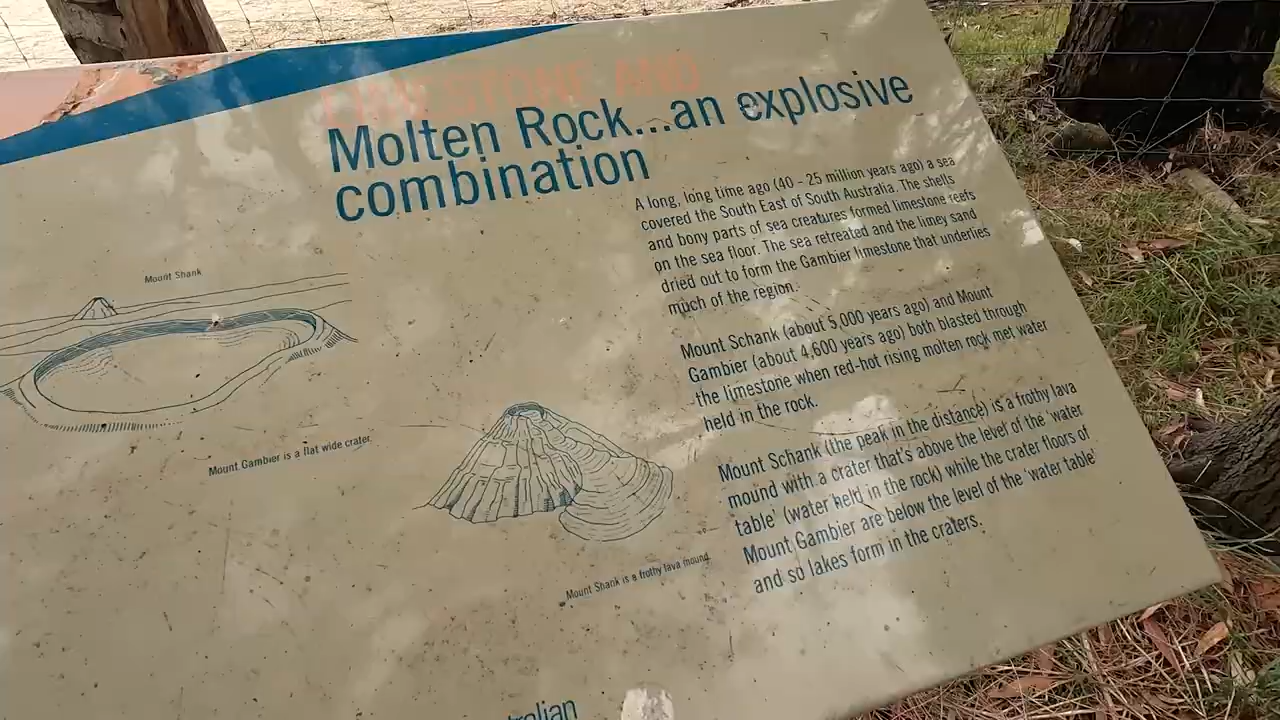 LIMESTONE AND
Molten Rock...an explosive
combination
A long, long time ago (40 - 25 million years ago) a sea
covered the South East of South Australia. The shells
and bony parts of sea creatures formed limestone reefs
on the sea floor. The sea retreated and the limey sand
dried out to form the Gambier limestone that underlies
much of the region.
Mount Schank (about 5,000 years ago) and Mount
Gambier (about 4,600 years ago) both blasted through
the limestone when red-hot rising molten rock met water
held in the rock.
Mount Schank (the peak in the distance) is a frothy lava
mound with a crater that's above the level of the 'water
table' (water held in the rock) while the crater floors of
Mount Gambier are below the level of the 'water table'
and so lakes form in the craters.
Mount Shank
Mount Gambier is a flat wide crater.
Mount Shank is a frothy lava mound.